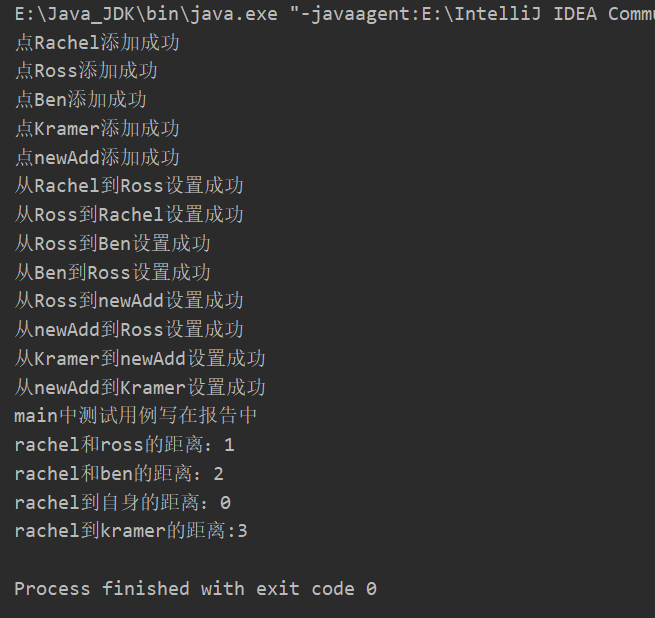 E:\Java_JDK\bin\java.exe "-javaagent:E:\IntelliJ IDEA Commu
点Rachel添加成功
点Ross添加成功
点Ben添加成功
点Kramer添加成功
点newAdd添加成功
从Rachel到Ross设置成功
从Ross到Rachel设置成功
从Ross到Ben设置成功
从Ben到Ross设置成功
从Ross到newAdd设置成功
从newAdd到Ross设置成功
从Kramer到newAdd设置成功
从newAdd到Kramer设置成功
main中测试用例写在报告中
rachel和ross的距离：1
rachel和ben的距离：2
rachel到自身的距离：0
rachel到kramer的距离:3
Process finished with exit code 0